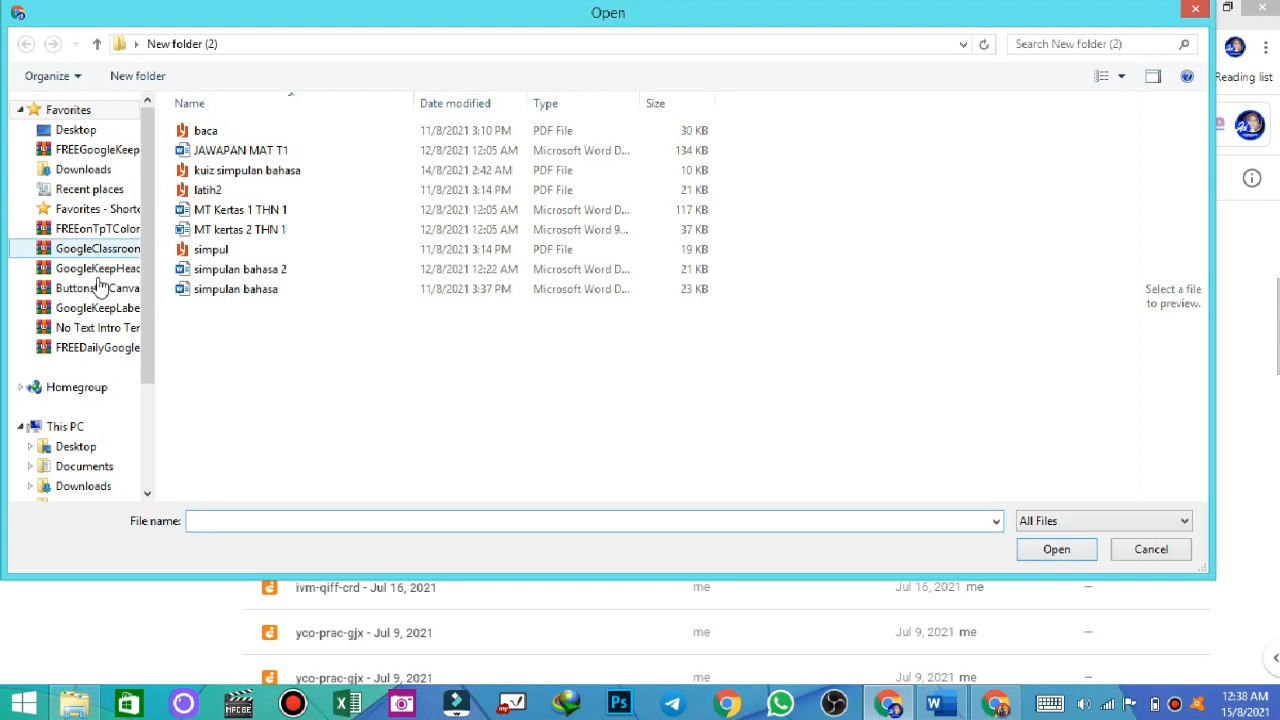 Open
New folder (2)
Search New folder (2)
Organize
New folder
Reading list
Favorites
Desktop
FREEGoogleKeep
Downloads
Recent places
Favorites - Shortc
FREEonTpTColor
GoogleClassroon
GoogleKeepHeac
Buttons Canva
GoogleKeepLabe
No Text Intro Ter
FREEDailyGoogle
Homegroup
This PC
Desktop
Documents
Downloads
Name Date modified Type Size
baca 11/8/2021 3:10 PM PDF File 30 KB
JAWAPAN MAT T1 12/8/2021 12:05 AM Microsoft Word D... 134 KB
kuiz simpulan bahasa 14/8/2021 2:42 AM PDF File 10 KB
latih2 11/8/2021 3:14 PM PDF File 21 KB
MT Kertas 1 THN 1 12/8/2021 12:05 AM Microsoft Word D... 117 KB
MT kertas 2 THN 1 12/8/2021 12:05 AM Microsoft Word 9... 37 KB
simpul 11/8/2021 3:14 PM PDF File 19 KB
simpulan bahasa 2 12/8/2021 12:22 AM Microsoft Word D... 21 KB
simpulan bahasa 11/8/2021 3:37 PM Microsoft Word D... 23 KB
Select a file
to preview.
File name:
All Files
Open Cancel
ivm-qiff-crd - Jul 16, 2021 me Jul 16, 2021 me —
yco-prac-gjx - Jul 9, 2021 me Jul 9, 2021 me —
yco-prac-gjx - Jul 9, 2021 me Jul 9, 2021 me —
MPC-BE
Ps
12:38 AM
15/8/2021